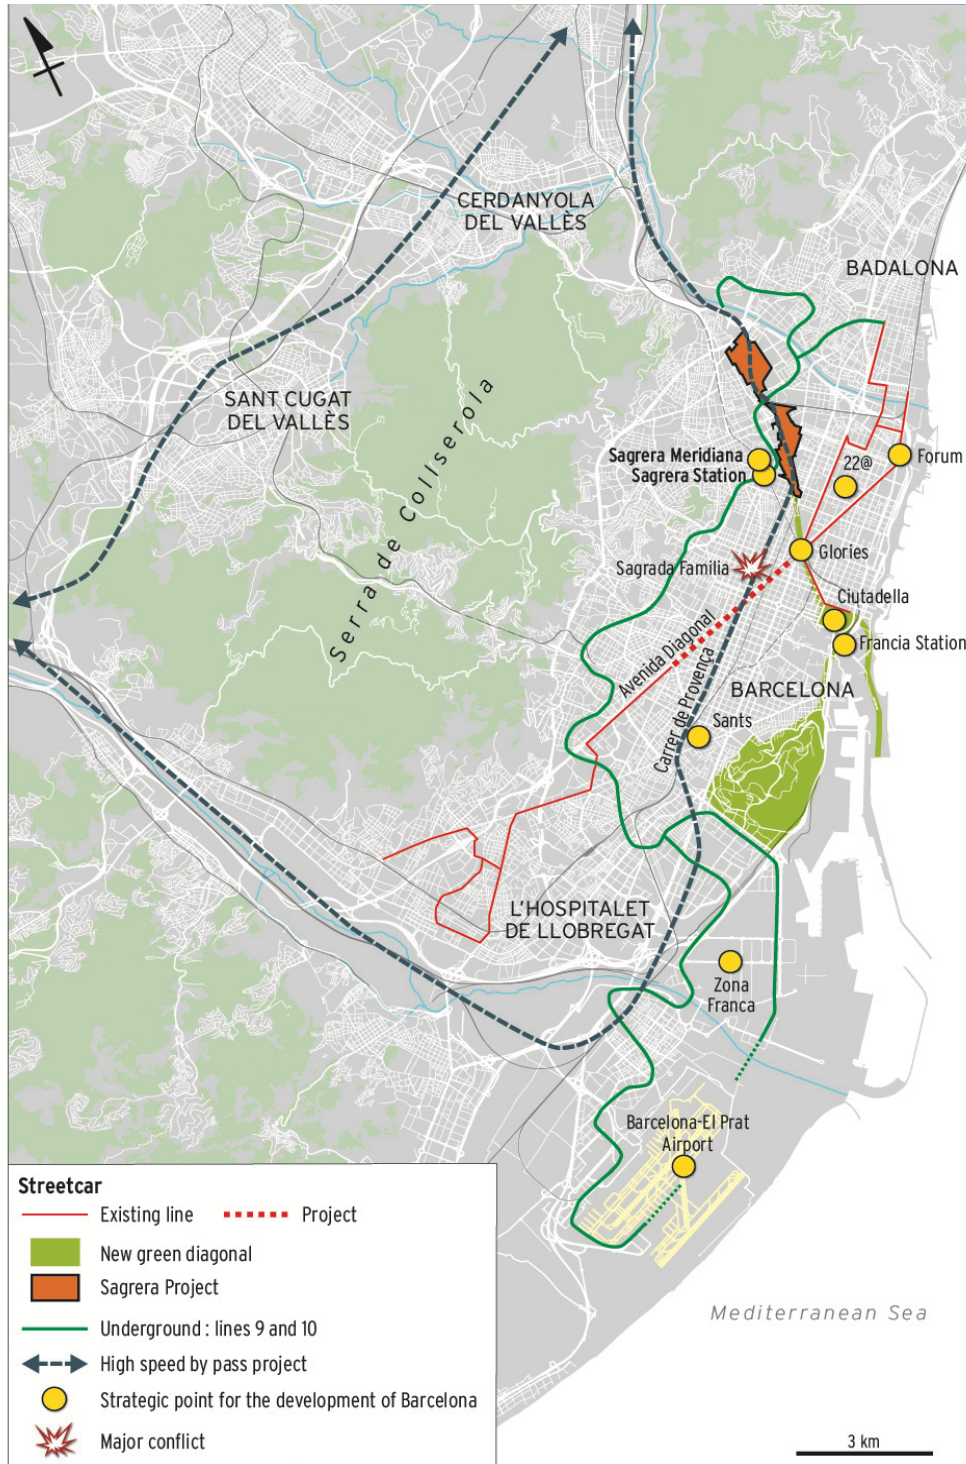 CERDANYOLA
DEL VALLÈS
BADALONA
SANT CUGAT
DEL VALLÈS
Serra de Collserola
Sagrera Meridiana
Sagrera Station
22@
Forum
Glories
Sagrada Familia
Ciutadella
Francia Station
Avenida Diagonal
BARCELONA
Carrer de Provença
Sants
L'HOSPITALET
DE LLOBREGAT
Zona
Franca
Barcelona-El Prat
Airport
Mediterranean Sea
Streetcar
Existing line
Project
New green diagonal
Sagrera Project
Underground : lines 9 and 10
High speed by pass project
Strategic point for the development of Barcelona
Major conflict
3 km